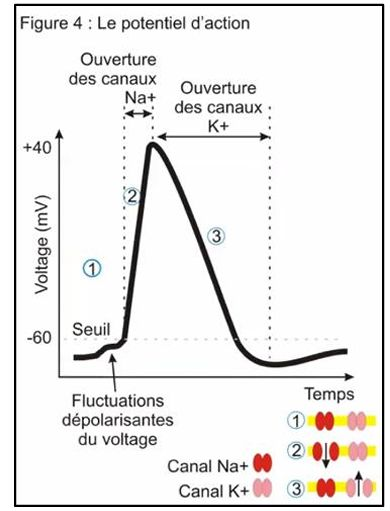 Figure 4 : Le potentiel d'action
Ouverture
des canaux
Na+
Ouverture
des canaux
K+
+40
Voltage (mV)
-60
1
2
3
Seuil
Fluctuations
dépolarisantes
du voltage
Temps
Canal Na+
Canal K+
1
2
3